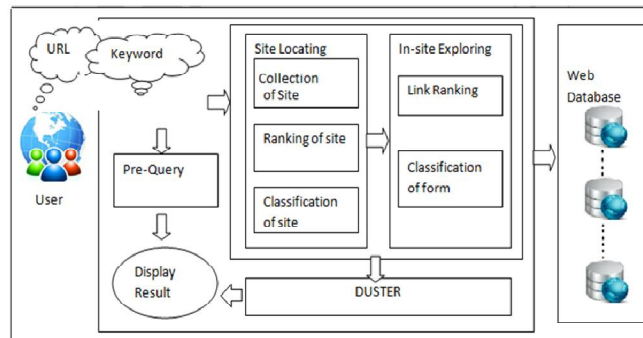 URL
Keyword
User
Pre-Query
Display
Result
Site Locating
Collection
of Site
Ranking of site
Classification
of site
In-site Exploring
Link Ranking
Classification
of form
DUSTER
Web
Database